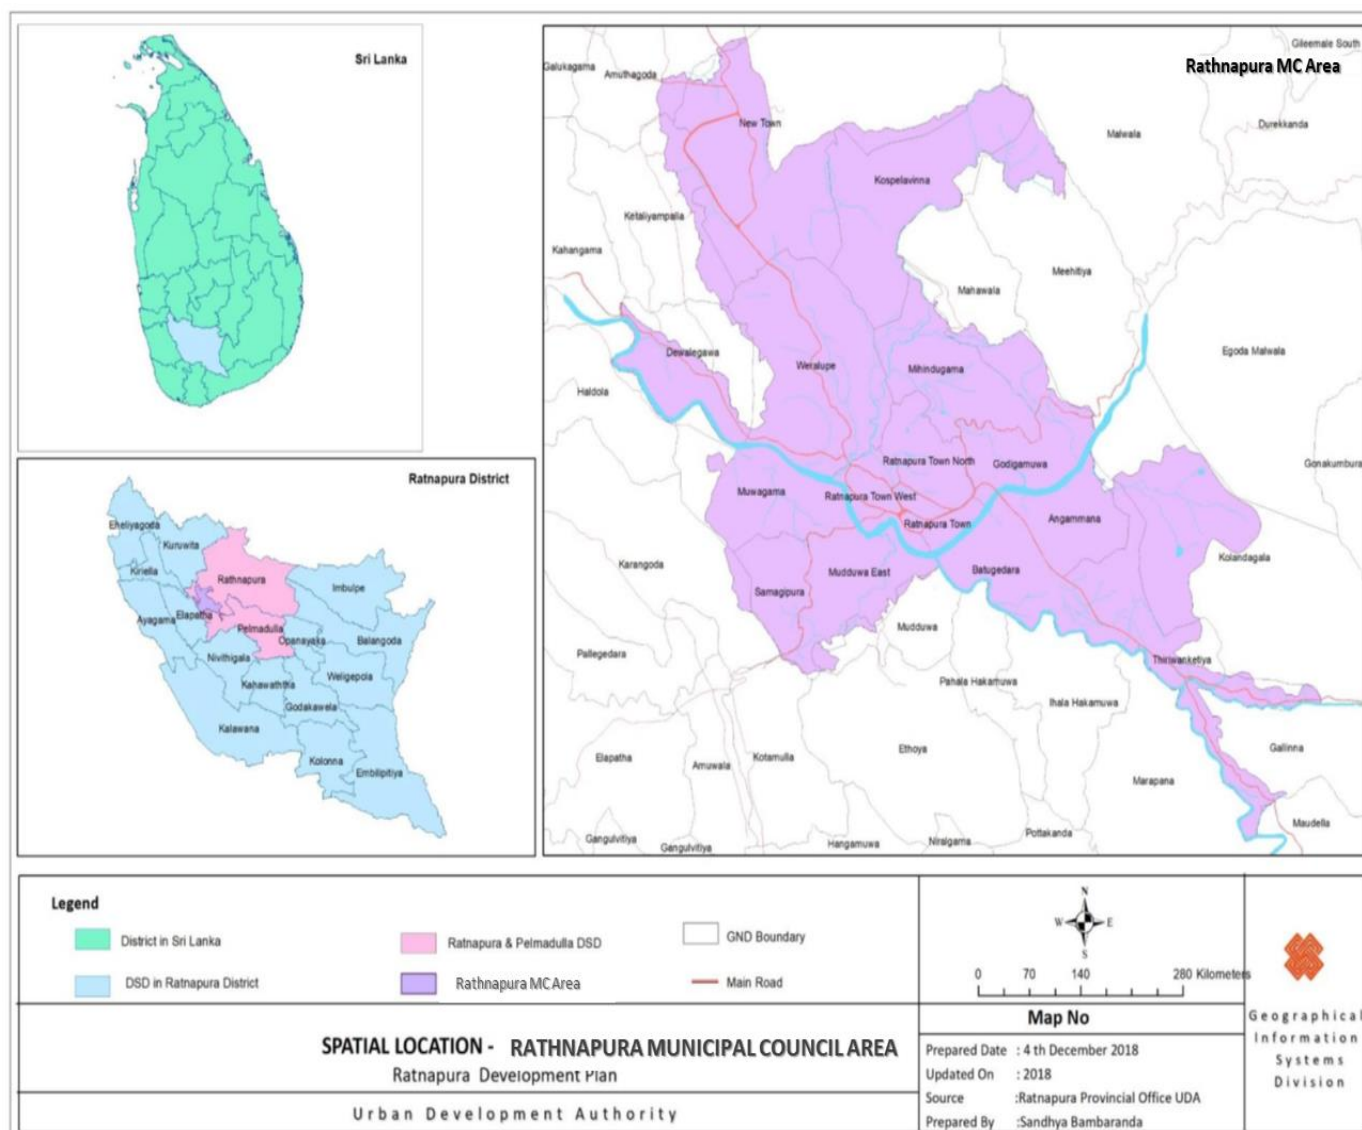 Sri Lanka
Ratnapura District
Eheliyagoda
Kuruwita
Kiriella
Rathnapura
Imbulpe
Ayagama
Elapatha
Pelmadulla
Opanayaka
Balangoda
Nivithigala
Weligepola
Kahawaththa
Godakawela
Kalawana
Kolonna
Embilipitiya
Rathnapura MC Area
Gileemale South
Galukagama
Amuthagoda
New Town
Malwala
Durekkanda
Kospelavinna
Ketaliyampalla
Kahangama
Meehitiya
Mahawala
Dewalegawa
Weralupe
Mihindugama
Egoda Malwala
Haldola
Ratnapura Town North
Godigamuwa
Gonakumbura
Muwagama
Ratnapura Town West
Ratnapura Town
Angammana
Karangoda
Mudduwa East
Batugedara
Kolandagala
Samagipura
Mudduwa
Pallegedara
Thiriwanketiya
Pahala Hakamuwa
Ihala Hakamuwa
Elapatha
Amuwala
Kotamulla
Ethoya
Gallinna
Marapana
Maudella
Gangulvitiya
Gangulvitiya
Hangamuwa
Niralgama
Pottakanda
Legend
District in Sri Lanka
Ratnapura & Pelmadulla DSD
GND Boundary
DSD in Ratnapura District
Rathnapura MC Area
Main Road
N
W E
S
0 70 140 280 Kilometers
SPATIAL LOCATION - RATHNAPURA MUNICIPAL COUNCIL AREA
Ratnapura Development Plan
Urban Development Authority
Map No
Prepared Date : 4 th December 2018
Updated On : 2018
Source :Ratnapura Provincial Office UDA
Prepared By :Sandhya Bambaranda
Geographical
Information
Systems
Division